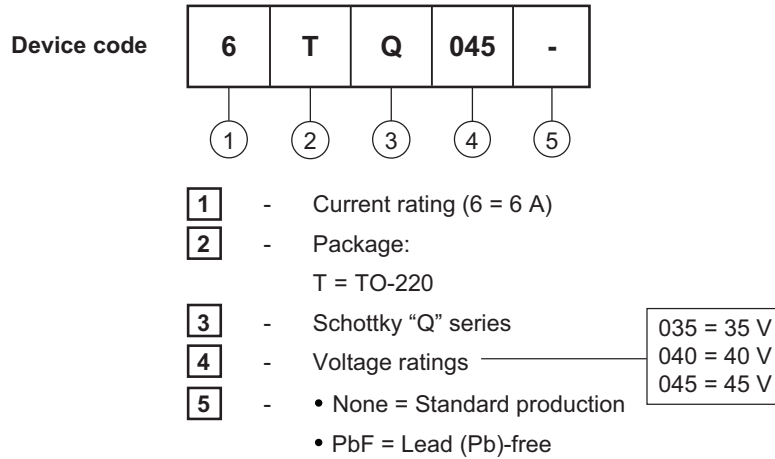 Device code 6 T Q 045 -
1 2 3 4 5
1 - Current rating (6 = 6 A)
2 - Package:
T = TO-220
3 - Schottky “Q” series
4 - Voltage ratings
035 = 35 V
040 = 40 V
045 = 45 V
5 - • None = Standard production
• PbF = Lead (Pb)-free